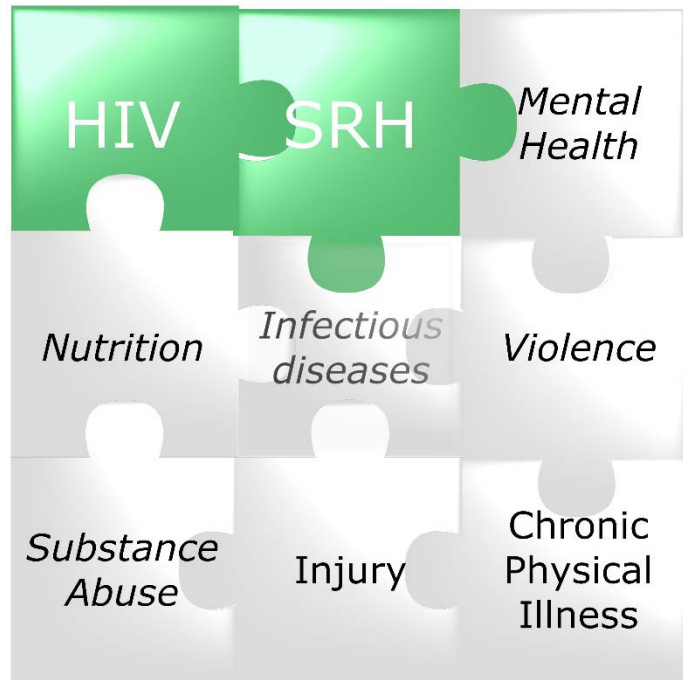 HIV
SRH
Mental
Health
Nutrition
Infectious
diseases
Violence
Substance
Abuse
Injury
Chronic
Physical
Illness